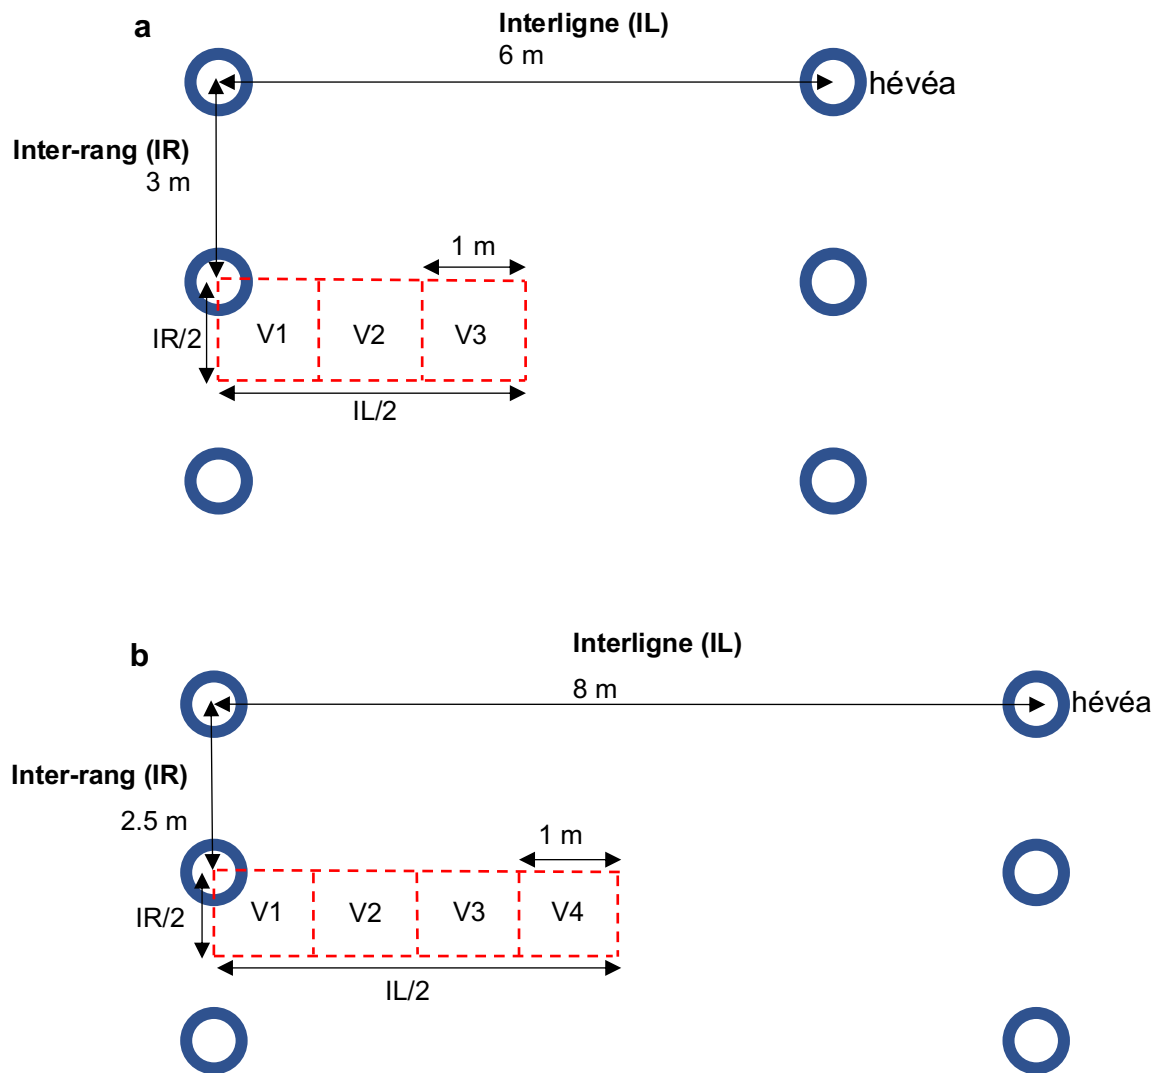 a
Interligne (IL)
6 m
hévéa
Inter-rang (IR)
3 m
1 m
IR/2
V1 V2 V3
IL/2
b
Interligne (IL)
8 m
hévéa
Inter-rang (IR)
2.5 m
1 m
IR/2
V1 V2 V3 V4
IL/2